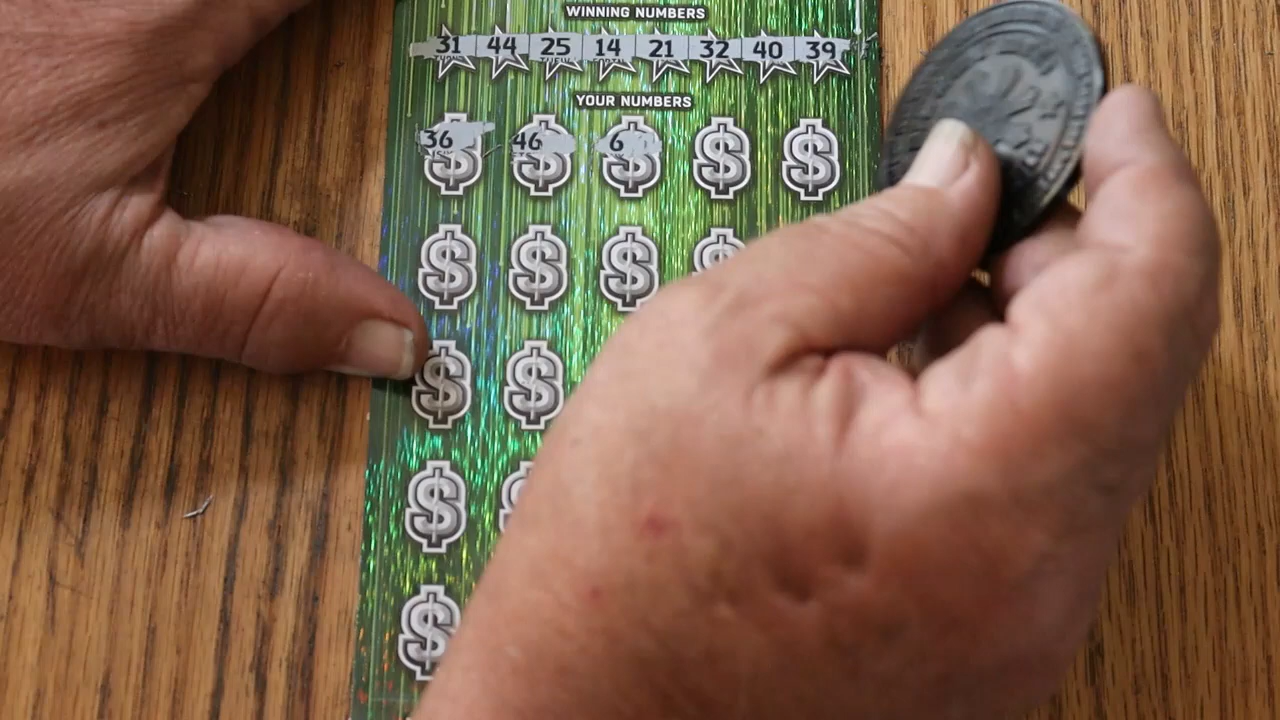 WINNING NUMBERS
31 44 25 14 21 32 40 39
YOUR NUMBERS
36 46 6 $ $
$ $ $ $
$ $
$ $
$